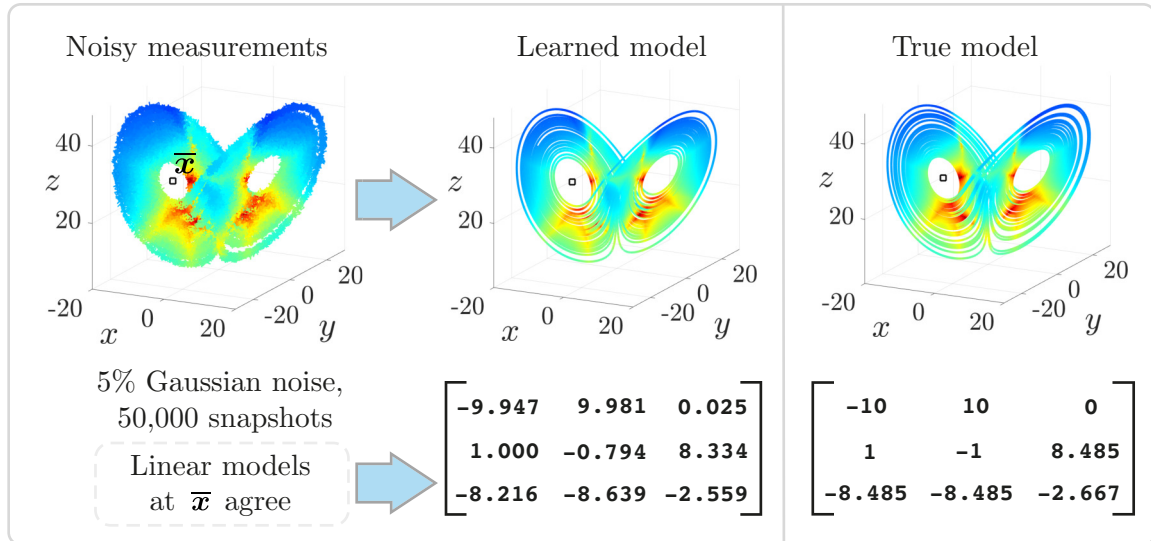 Noisy measurements
Learned model
True model
40
z
20
-20
x
0
20
-20
0
y
20
x̄
40
z
20
-20
x
0
20
-20
0
y
20
40
z
20
-20
x
0
20
-20
0
y
20
5% Gaussian noise,
50,000 snapshots
Linear models
at x̄ agree
-9.947 9.981 0.025
1.000 -0.794 8.334
-8.216 -8.639 -2.559
-10 10 0
1 -1 8.485
-8.485 -8.485 -2.667